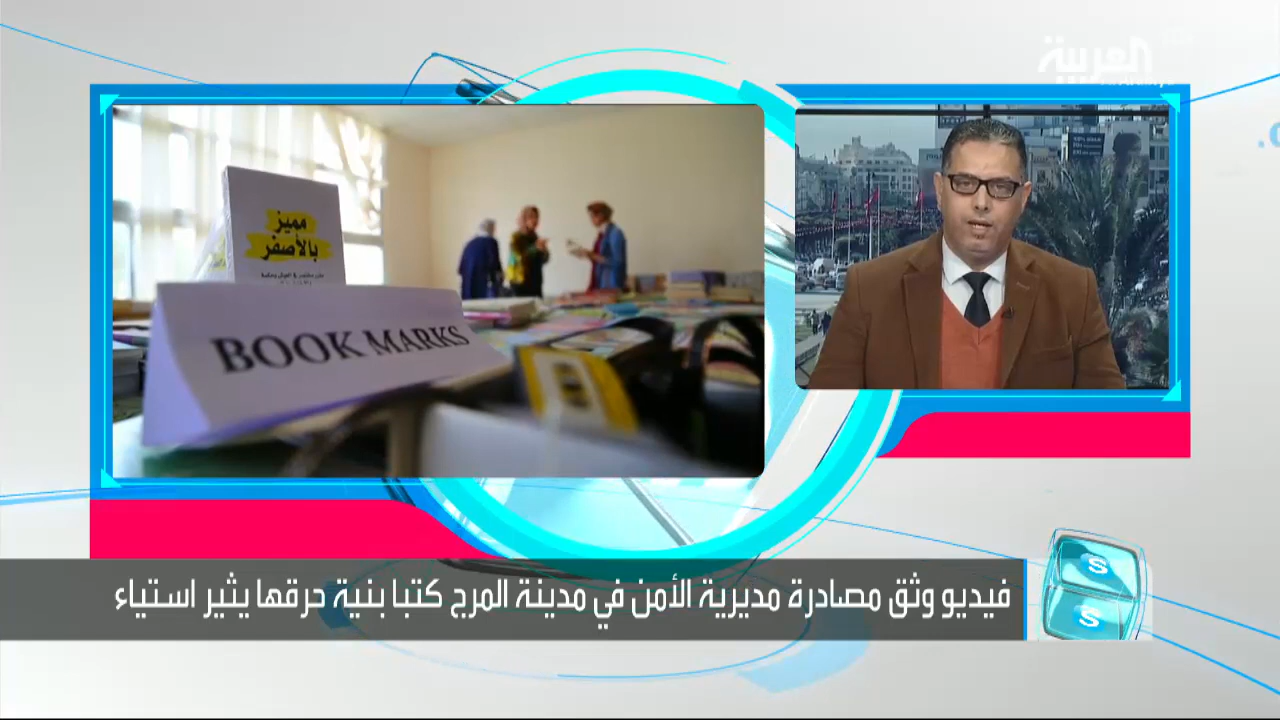 العربية
مميز
بالأصفر
BOOK MARKS
فيديو وثق مصادرة مديرية الأمن في مدينة المرج كتبا بنية حرقها يثير استياء
S
S